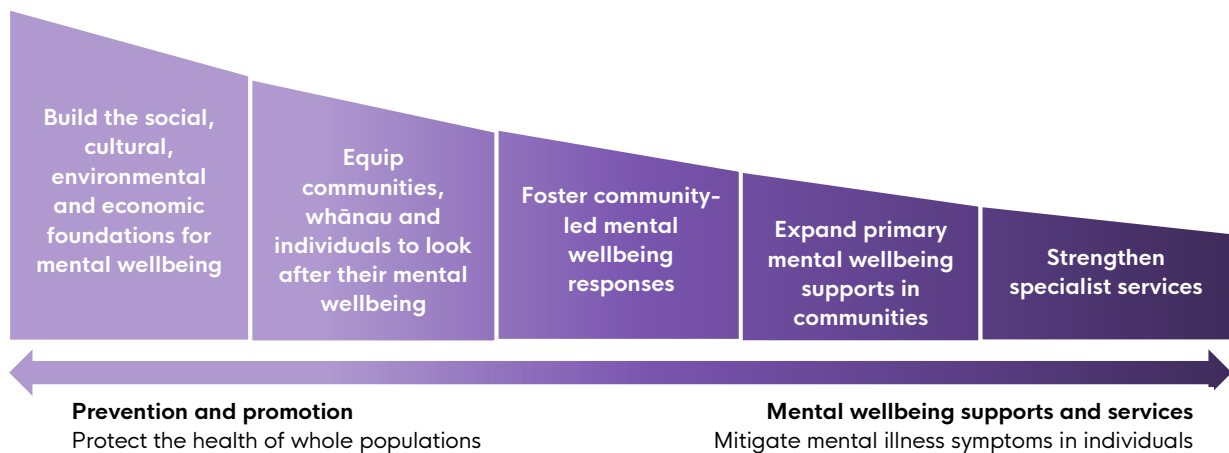 Build the social,
cultural,
environmental
and economic
foundations for
mental wellbeing
Equip
communities,
whānau and
individuals to look
after their mental
wellbeing
Foster community-
led mental
wellbeing
responses
Expand primary
mental wellbeing
supports in
communities
Strengthen
specialist services
Prevention and promotion
Protect the health of whole populations
Mental wellbeing supports and services
Mitigate mental illness symptoms in individuals